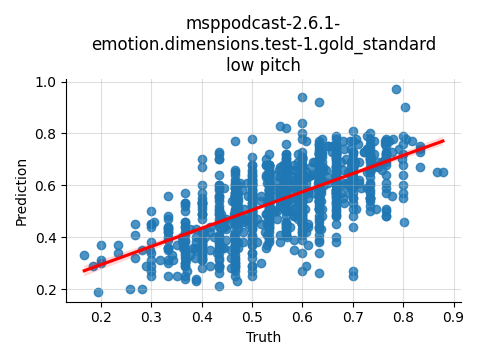 msppodcast-2.6.1-
emotion.dimensions.test-1.gold_standard
low pitch
1.0
0.8
0.6
0.4
0.2
Prediction
0.2 0.3 0.4 0.5 0.6 0.7 0.8 0.9
Truth